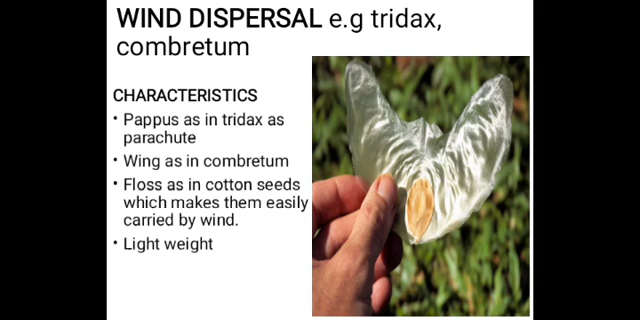 WIND DISPERSAL e.g tridax,
combretum
CHARACTERISTICS
• Pappus as in tridax as
parachute
• Wing as in combretum
• Floss as in cotton seeds
which makes them easily
carried by wind.
• Light weight